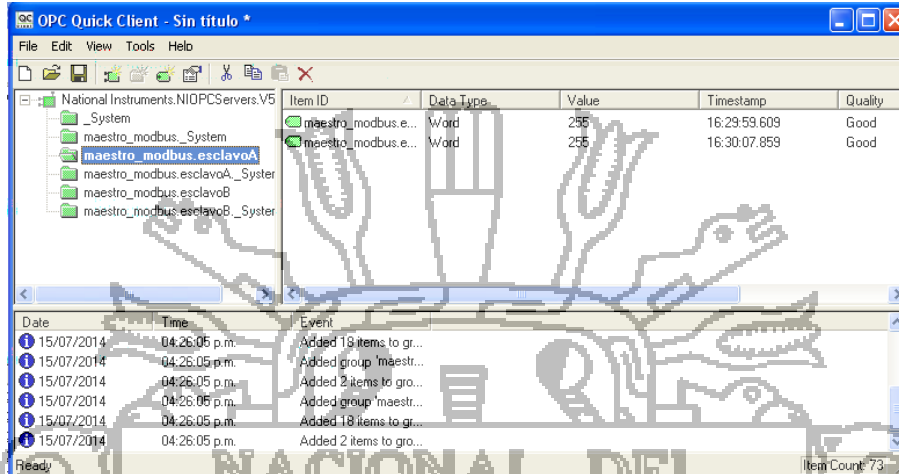 OPC Quick Client - Sin título *
File Edit View Tools Help
National Instruments.NIOPCServers.V5
_System
maestro_modbus._System
maestro_modbus.esclavoA
maestro_modbus.esclavoA._System
maestro_modbus.esclavoB
maestro_modbus.esclavoB._System
Item ID Data Type Value Timestamp Quality
maestro_modbus.e... Word 255 16:29:59.609 Good
maestro_modbus.e... Word 255 16:30:07.859 Good
Date Time Event
15/07/2014 04:26:05 p.m. Added 18 items to gr...
15/07/2014 04:26:05 p.m. Added group 'maestr...
15/07/2014 04:26:05 p.m. Added 2 items to gro...
15/07/2014 04:26:05 p.m. Added group 'maestr...
15/07/2014 04:26:05 p.m. Added 18 items to gr...
15/07/2014 04:26:05 p.m. Added 2 items to gro...
Ready Item Count: 73
NACIONAL DEL